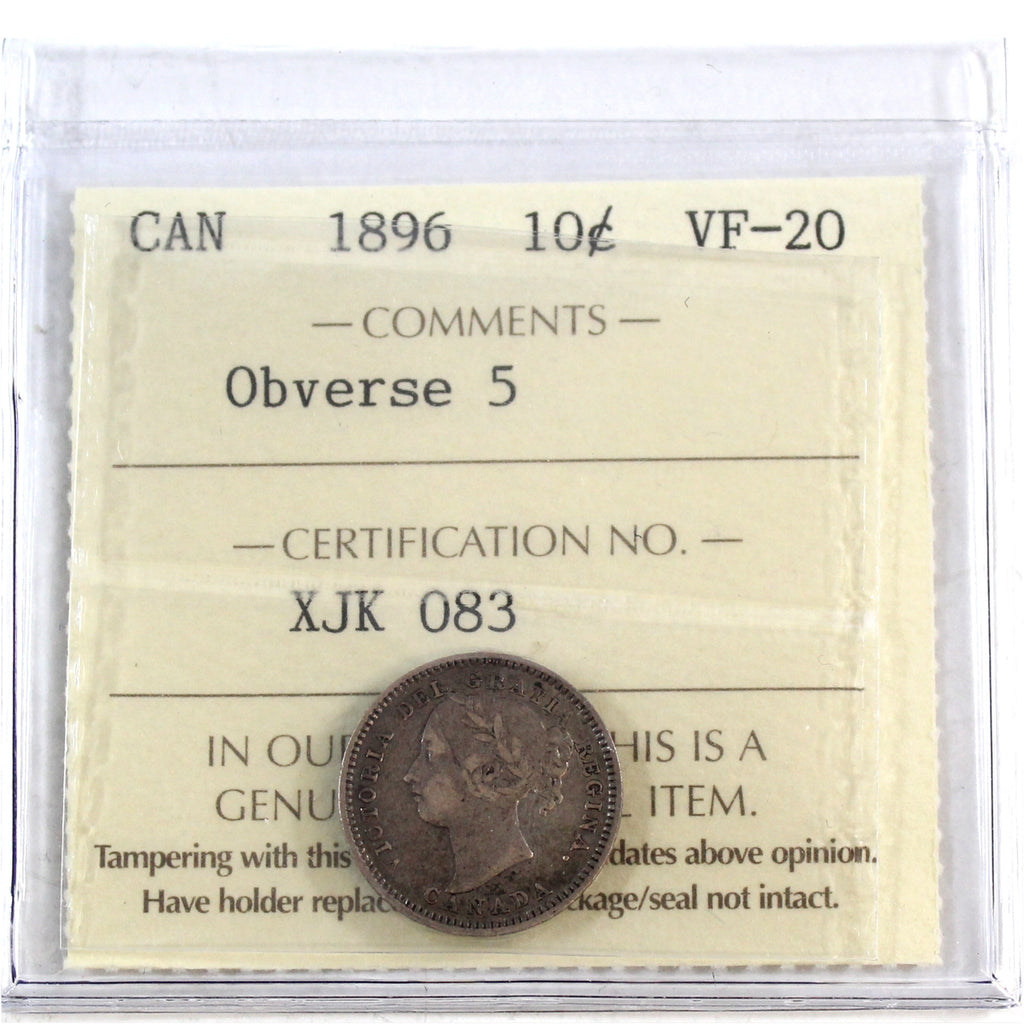 CAN 1896 10¢ VF-20
— COMMENTS —
Obverse 5
— CERTIFICATION NO. —
XJK 083
IN OU HIS IS A
GENU ITEM.
Tampering with this dates above opinion.
Have holder replac kage/seal not intact.
VICTORIA DEI GRATIA REGINA.
CANADA